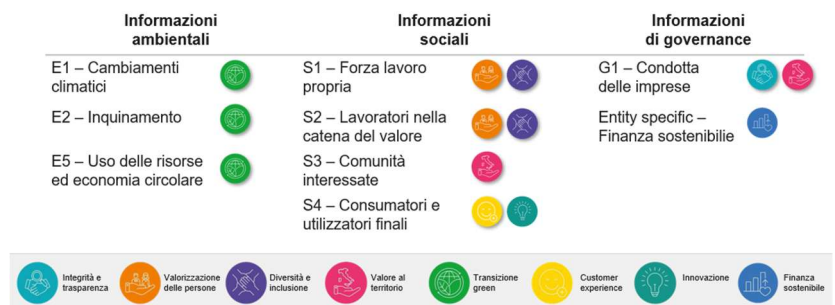 Informazioni
ambientali
E1 – Cambiamenti
climatici
E2 – Inquinamento
E5 – Uso delle risorse
ed economia circolare
Informazioni
sociali
S1 – Forza lavoro
propria
S2 – Lavoratori nella
catena del valore
S3 – Comunità
interessate
S4 – Consumatori e
utilizzatori finali
Informazioni
di governance
G1 – Condotta
delle imprese
Entity specific –
Finanza sostenibilie
Integrità e
trasparenza
Valorizzazione
delle persone
Diversità e
inclusione
Valore al
territorio
Transizione
green
Customer
experience
Innovazione
Finanza
sostenibile